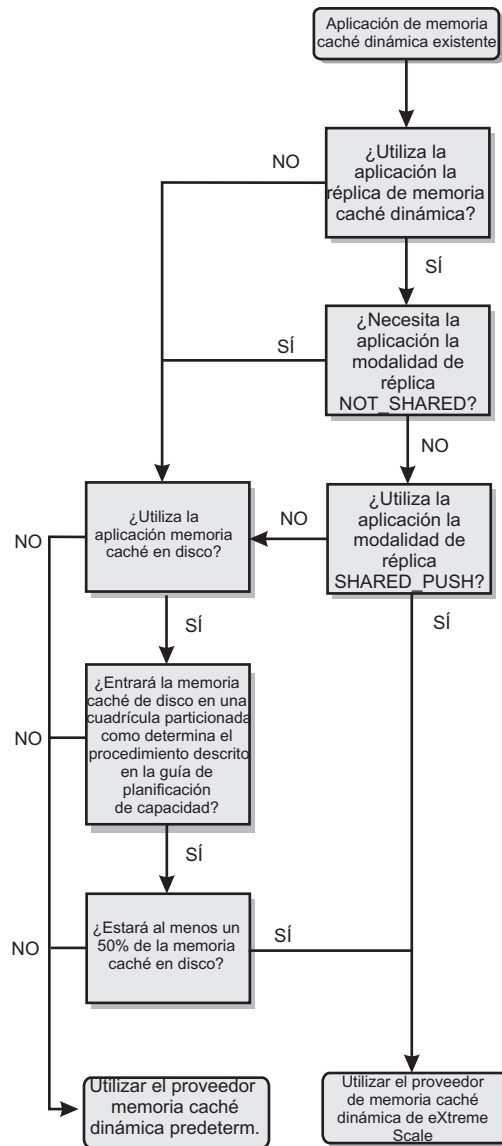 Aplicación de memoria
caché dinámica existente
NO
¿Utiliza la
aplicación la
réplica de memoria
caché dinámica?
SÍ
SÍ
¿Necesita la
aplicación la
modalidad de
réplica
NOT_SHARED?
NO
NO
¿Utiliza la
aplicación memoria
caché en disco?
NO
¿Utiliza la
aplicación la
modalidad de
réplica
SHARED_PUSH?
SÍ
SÍ
NO
¿Entrará la memoria
caché de disco en una
cuadrícula particionada
como determina el
procedimiento descrito
en la guía de
planificación
de capacidad?
SÍ
NO
¿Estará al menos un
50% de la memoria
caché en disco?
SÍ
Utilizar el proveedor
memoria caché
dinámica predeterm.
Utilizar el proveedor
de memoria caché
dinámica de eXtreme
Scale